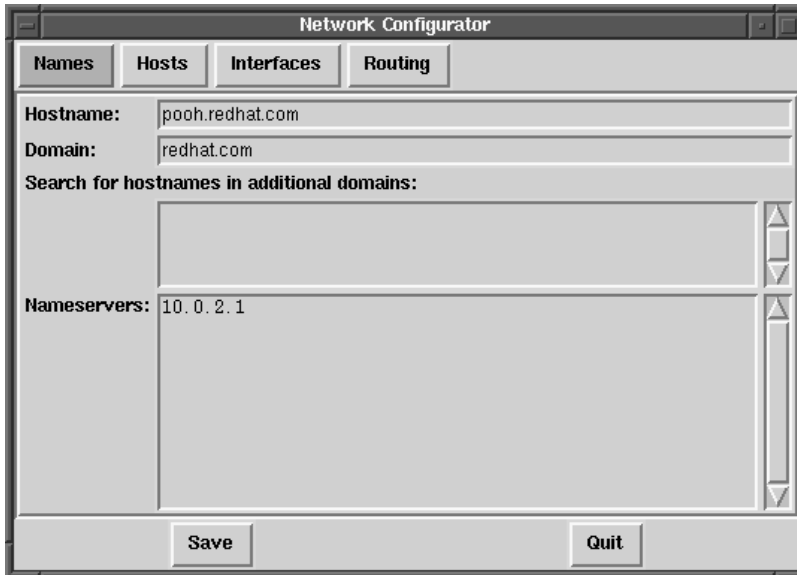 Network Configurator
Names Hosts Interfaces Routing
Hostname: pooh.redhat.com
Domain: redhat.com
Search for hostnames in additional domains:
Nameservers: 10.0.2.1
Save Quit